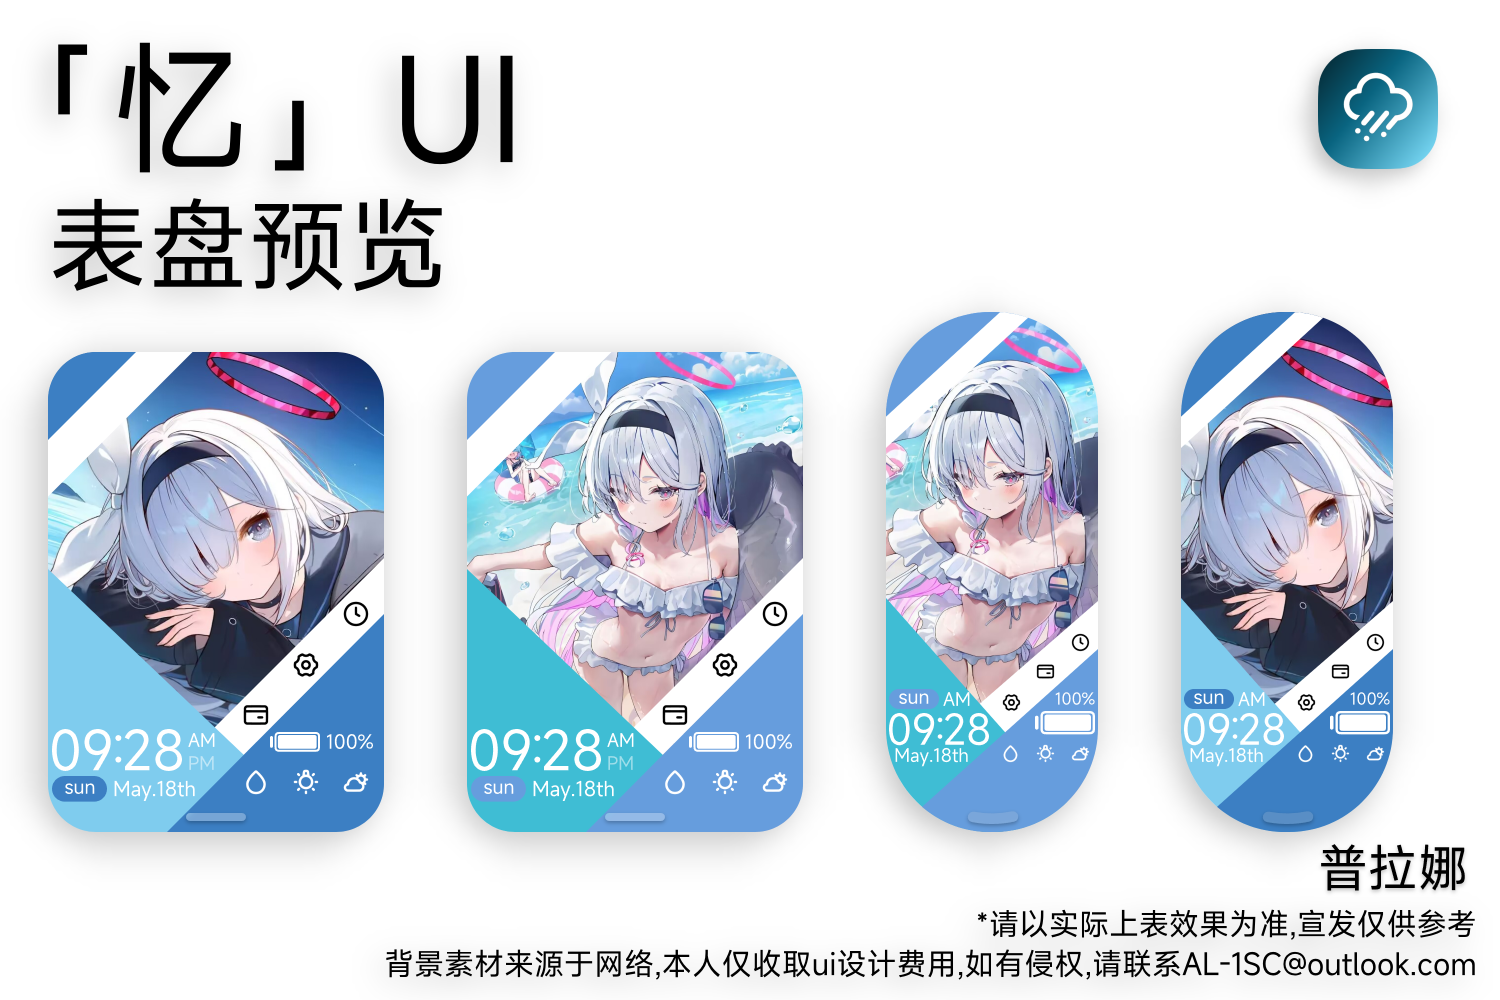 「忆」UI
表盘预览
09:28 AM
PM
sun May.18th
100%
09:28 AM
PM
sun May.18th
100%
sun AM
09:28
May.18th
100%
sun AM
09:28
May.18th
100%
普拉娜
*请以实际上表效果为准,宣发仅供参考
背景素材来源于网络,本人仅收取ui设计费用,如有侵权,请联系AL-1SC@outlook.com